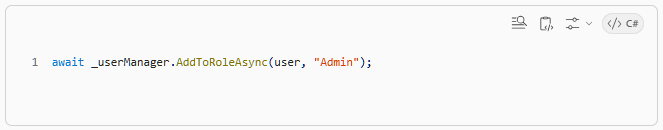 C#
1 await _userManager.AddToRoleAsync(user, "Admin");